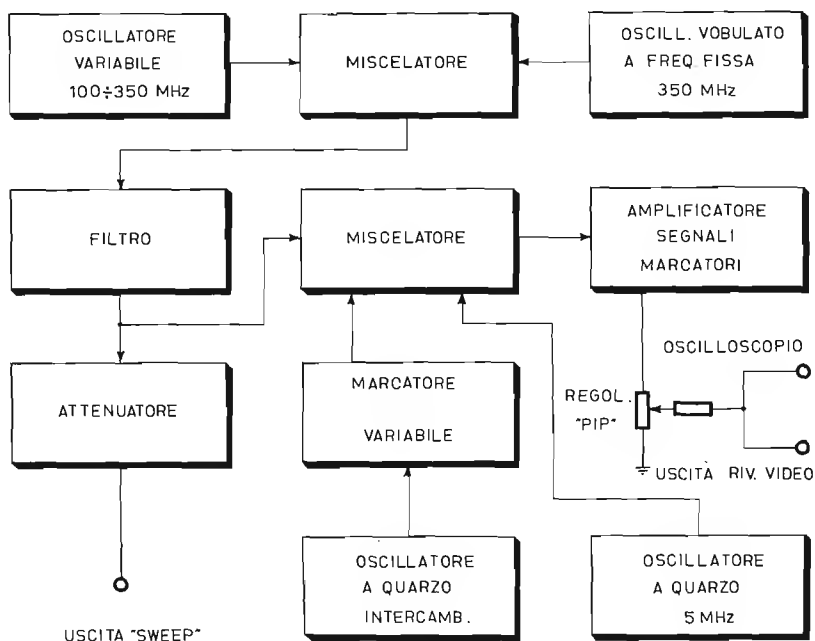 OSCILLATORE
VARIABILE
100÷350 MHz
MISCELATORE
OSCILL. VOBULATO
A FREQ. FISSA
350 MHz
FILTRO
MISCELATORE
AMPLIFICATORE
SEGNALI
MARCATORI
ATTENUATORE
MARCATORE
VARIABILE
OSCILLOSCOPIO
REGOL.
"PIP"
USCITÀ RIV. VIDEO
OSCILLATORE
A QUARZO
INTERCAMB.
OSCILLATORE
A QUARZO
5 MHz
USCITA "SWEEP"